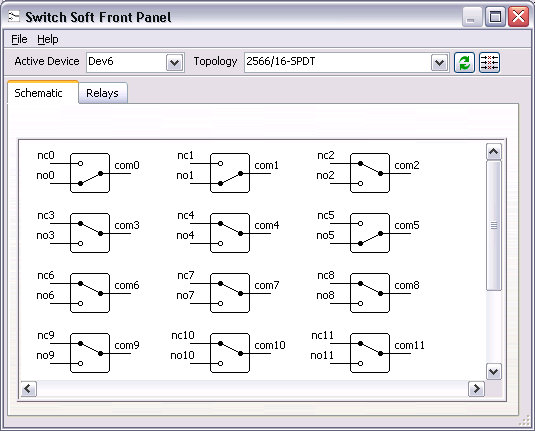 Switch Soft Front Panel
File Help
Active Device Dev6 Topology 2566/16-SPDT
Schematic Relays
nc0 nc1 nc2
com0 com1 com2
no0 no1 no2
nc3 nc4 nc5
com3 com4 com5
no3 no4 no5
nc6 nc7 nc8
com6 com7 com8
no6 no7 no8
nc9 nc10 nc11
com9 com10 com11
no9 no10 no11